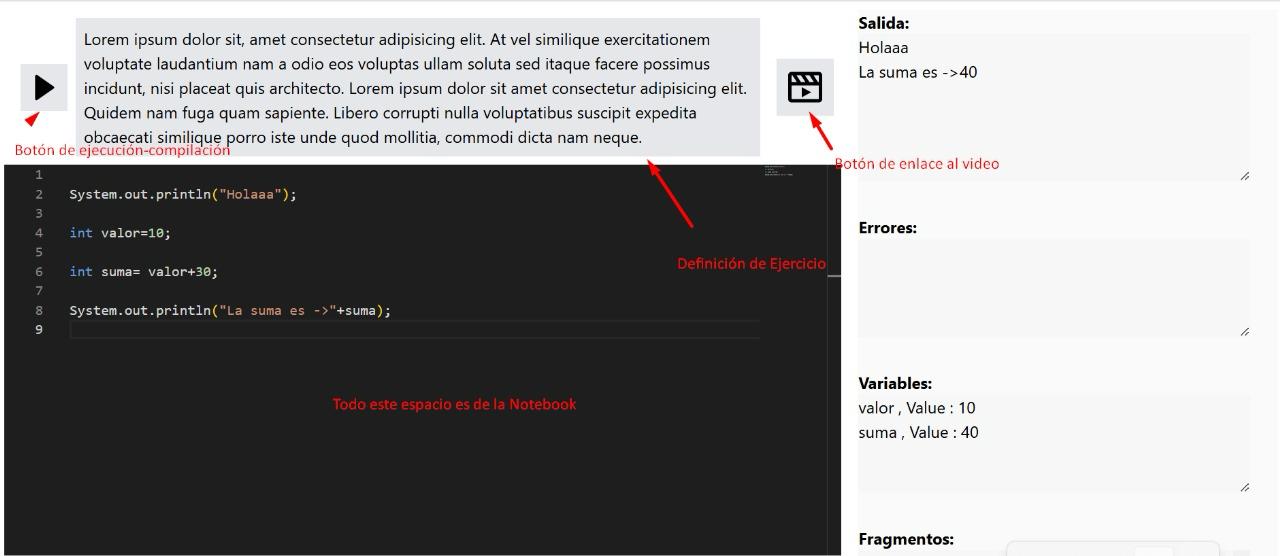 Lorem ipsum dolor sit, amet consectetur adipisicing elit. At vel similique exercitationem
voluptate laudantium nam a odio eos voluptas ullam soluta sed itaque facere possimus
incidunt, nisi placeat quis architecto. Lorem ipsum dolor sit amet consectetur adipisicing elit.
Quidem nam fuga quam sapiente. Libero corrupti nulla voluptatibus suscipit expedita
obcaecati similique porro iste unde quod mollitia, commodi dicta nam neque.
Botón de ejecución-compilación
Botón de enlace al video
1
2 System.out.println("Holaaa");
3
4 int valor=10;
5
6 int suma= valor+30;
7
8 System.out.println("La suma es ->"+suma);
9
Definición de Ejercicio
Todo este espacio es de la Notebook
Salida:
Holaaa
La suma es ->40
Errores:
Variables:
valor , Value : 10
suma , Value : 40
Fragmentos: